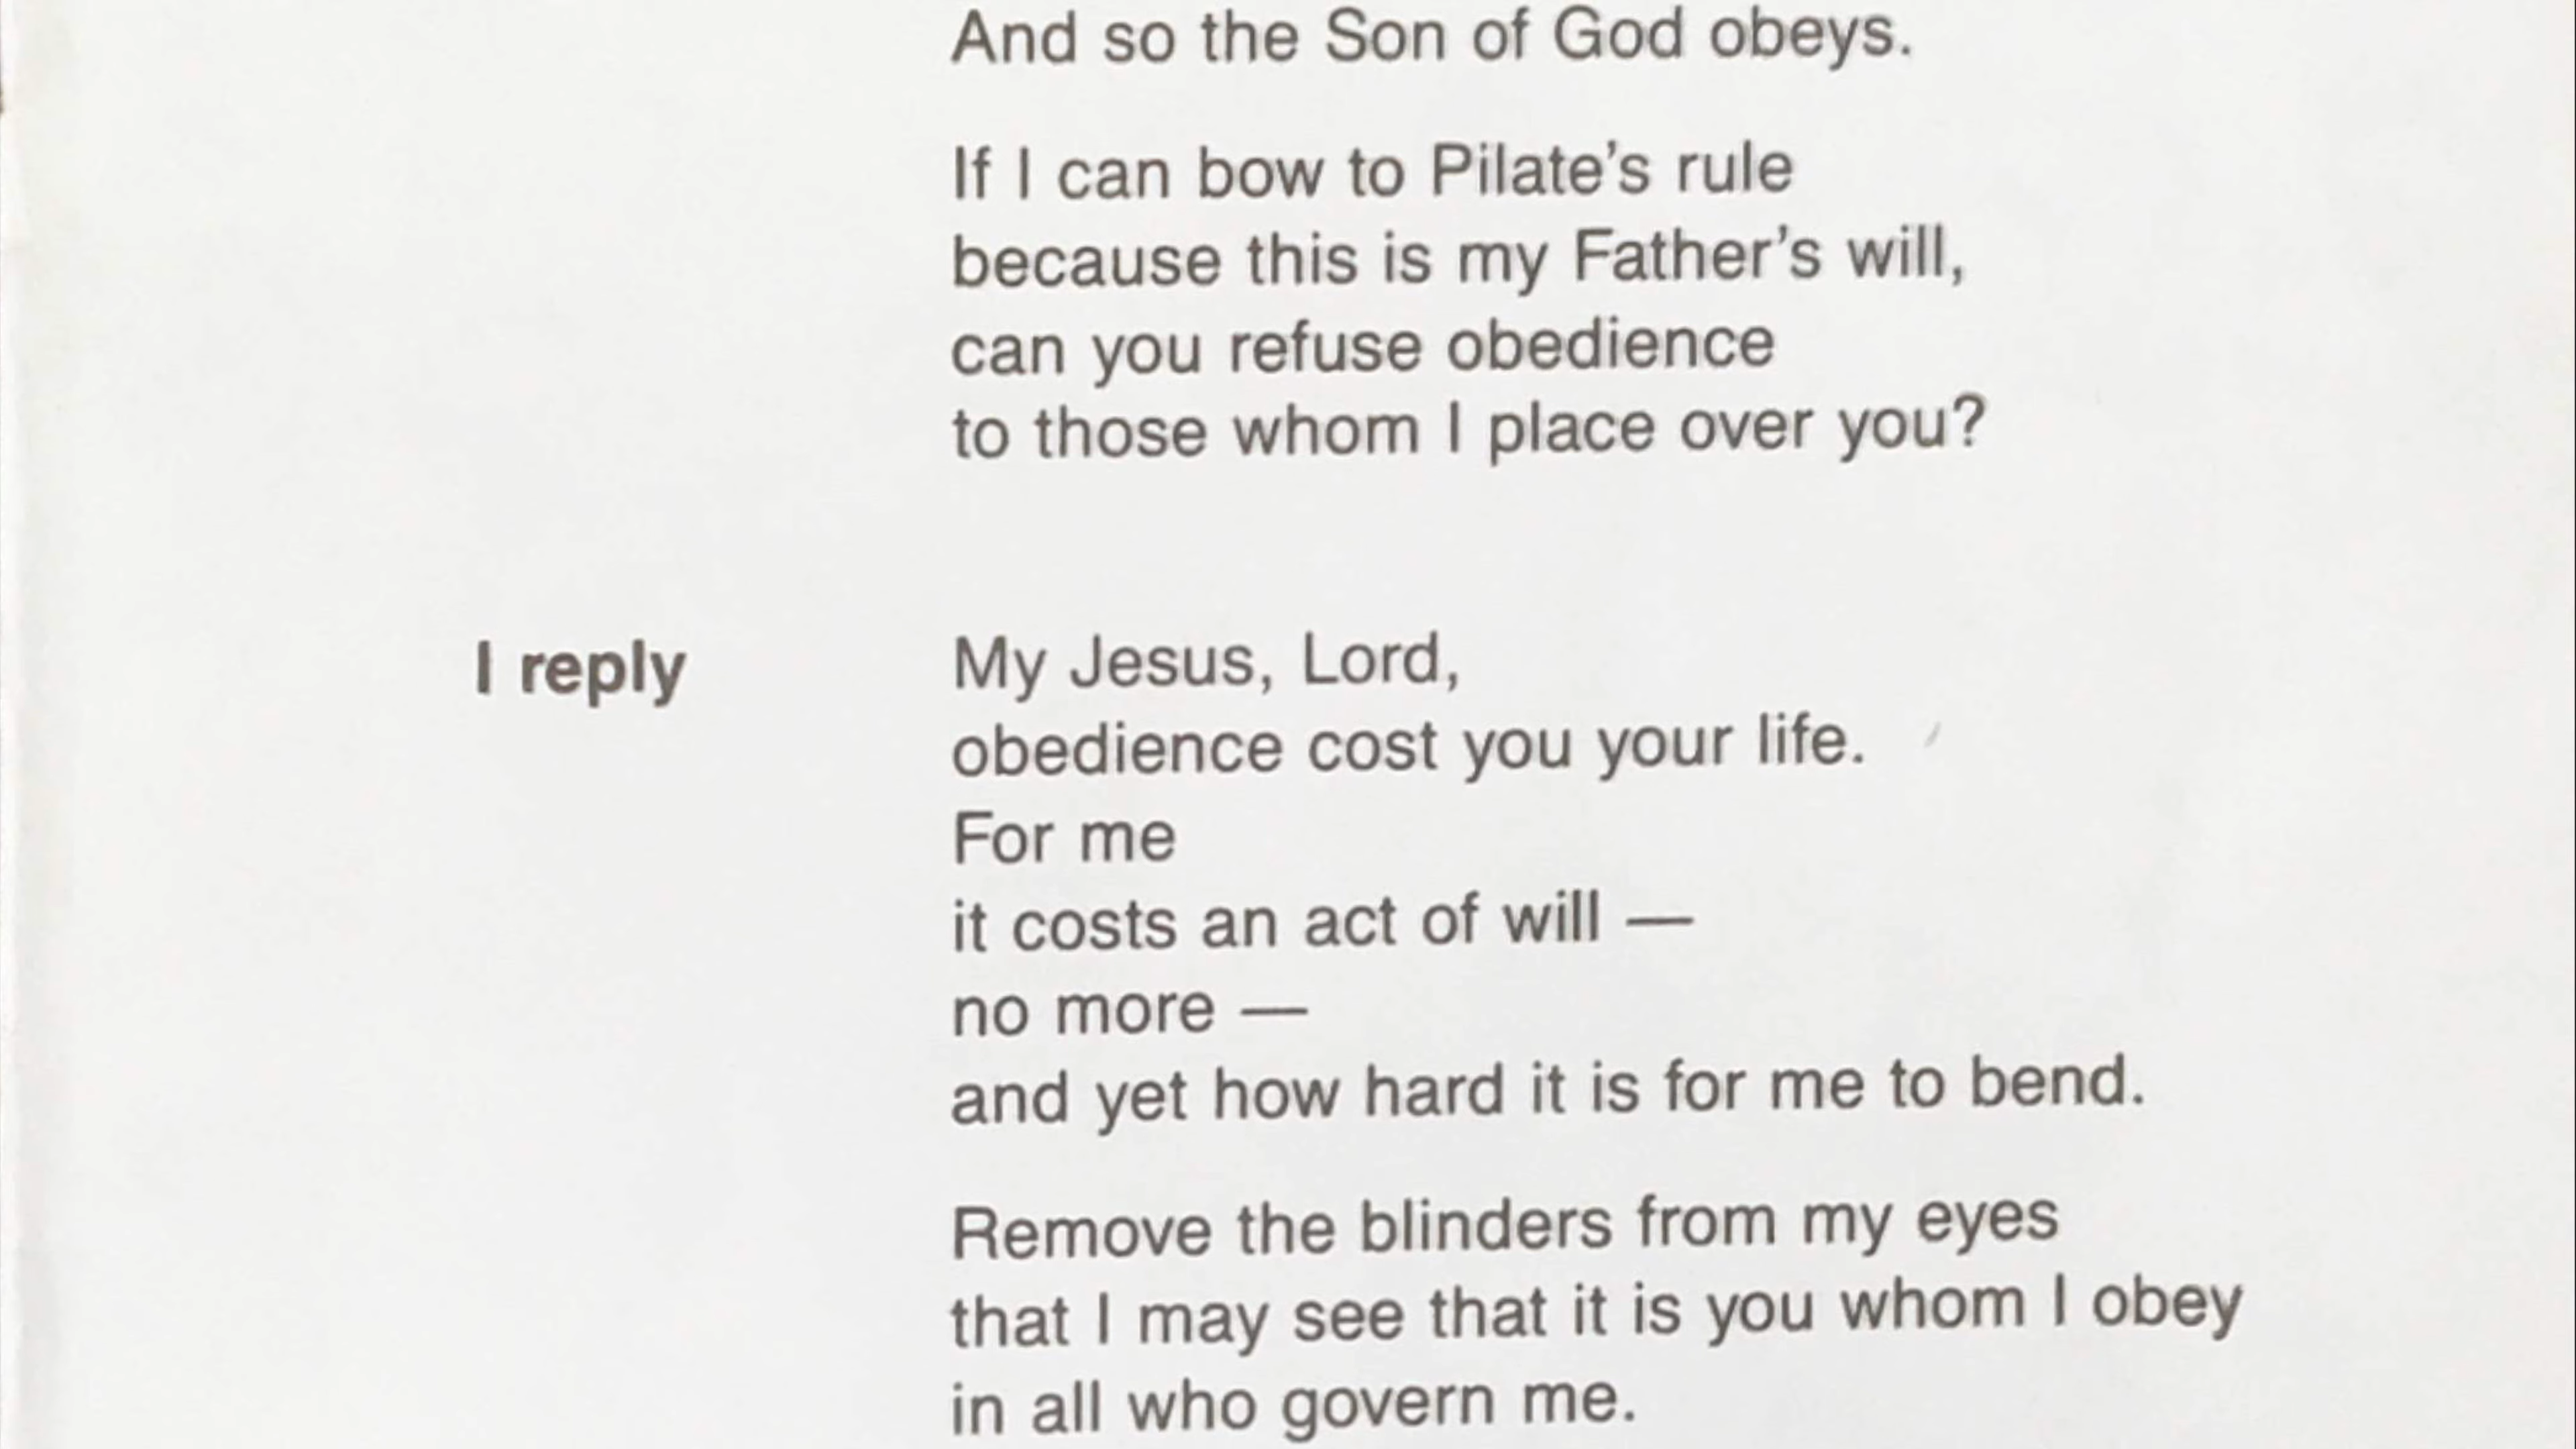 And so the Son of God obeys.
If I can bow to Pilate's rule
because this is my Father's will,
can you refuse obedience
to those whom I place over you?
I reply
My Jesus, Lord,
obedience cost you your life.
For me
it costs an act of will —
no more —
and yet how hard it is for me to bend.
Remove the blinders from my eyes
that I may see that it is you whom I obey
in all who govern me.